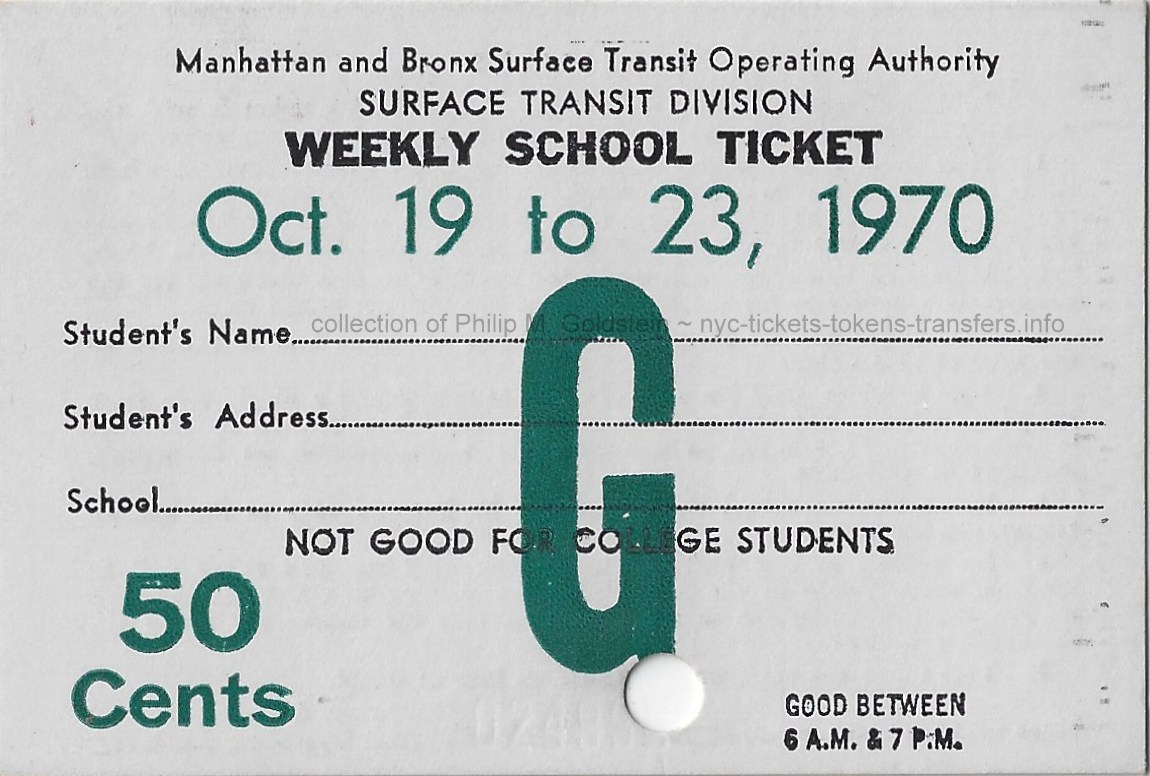 Manhattan and Bronx Surface Transit Operating Authority
SURFACE TRANSIT DIVISION
WEEKLY SCHOOL TICKET
Oct. 19 to 23, 1970
Student's Name
collection of Philip M. Goldstein ~ nyc-tickets-tokens-transfers.info
Student's Address
School
G
NOT GOOD FOR COLLEGE STUDENTS
50
Cents
GOOD BETWEEN
6 A.M. & 7 P.M.